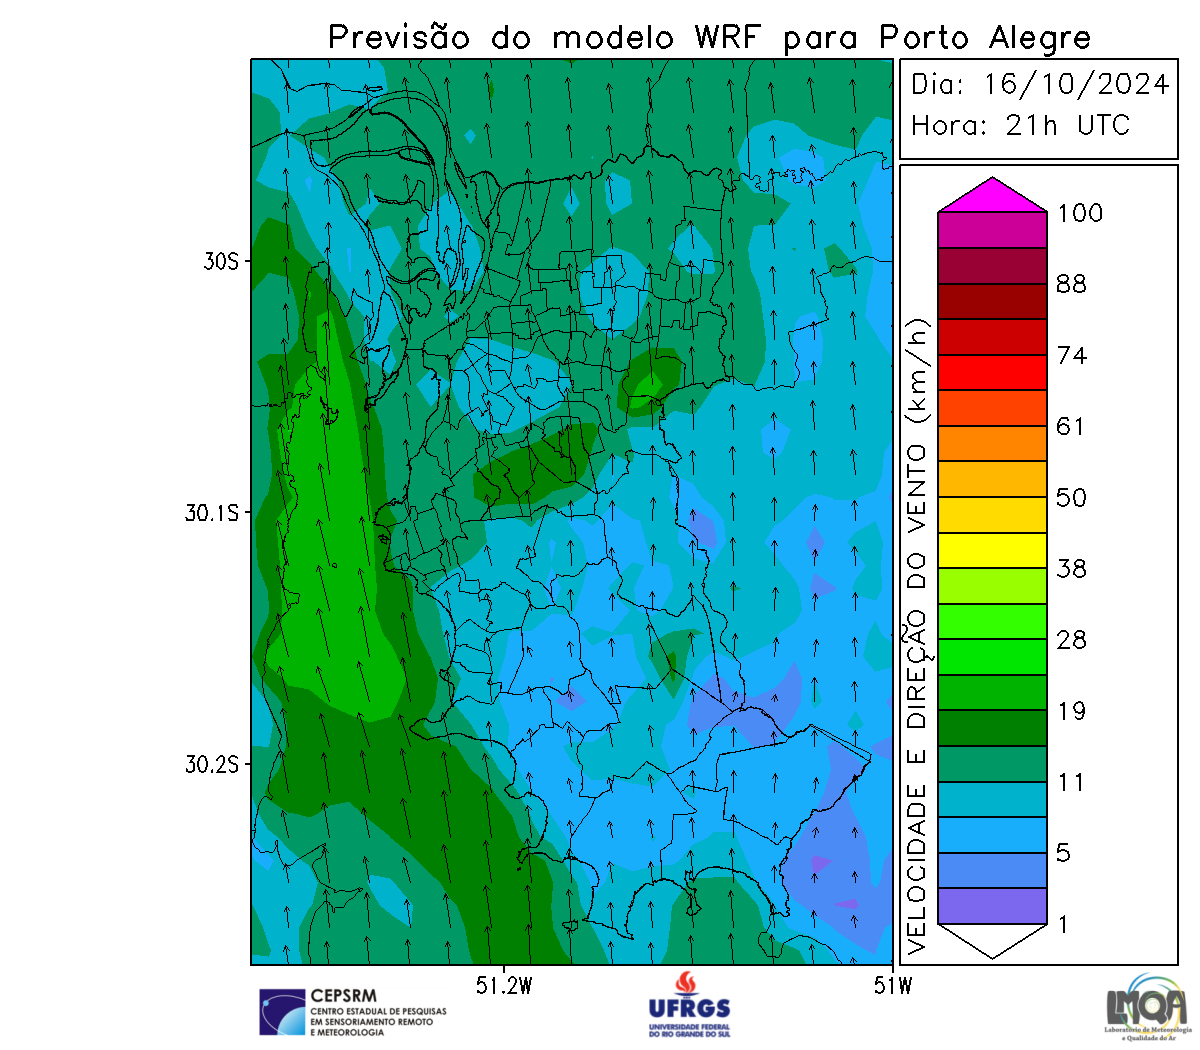 Previsão do modelo WRF para Porto Alegre
Dia: 16/10/2024
Hora: 21h UTC
30S
30.1S
30.2S
51.2W
51W
VELOCIDADE E DIREÇÃO DO VENTO (km/h)
100
88
74
61
50
38
28
19
11
5
1
CEPSRM
CENTRO ESTADUAL DE PESQUISAS
EM SENSORIAMENTO REMOTO
E METEOROLOGIA
UFRGS
UNIVERSIDADE FEDERAL
DO RIO GRANDE DO SUL
LMQA
Laboratório de Meteorologia
e Qualidade do Ar